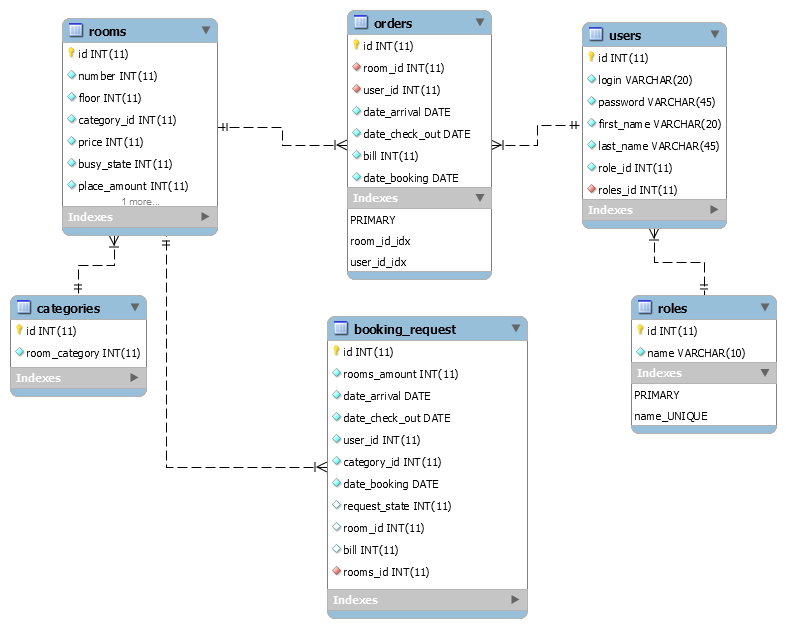 rooms
id INT(11)
number INT(11)
floor INT(11)
category_id INT(11)
price INT(11)
busy_state INT(11)
place_amount INT(11)
1 more...
Indexes
orders
id INT(11)
room_id INT(11)
user_id INT(11)
date_arrival DATE
date_check_out DATE
bill INT(11)
date_booking DATE
Indexes
PRIMARY
room_id_idx
user_id_idx
users
id INT(11)
login VARCHAR(20)
password VARCHAR(45)
first_name VARCHAR(20)
last_name VARCHAR(45)
role_id INT(11)
roles_id INT(11)
Indexes
categories
id INT(11)
room_category INT(11)
Indexes
booking_request
id INT(11)
rooms_amount INT(11)
date_arrival DATE
date_check_out DATE
user_id INT(11)
category_id INT(11)
date_booking DATE
request_state INT(11)
room_id INT(11)
bill INT(11)
rooms_id INT(11)
Indexes
roles
id INT(11)
name VARCHAR(10)
Indexes
PRIMARY
name_UNIQUE